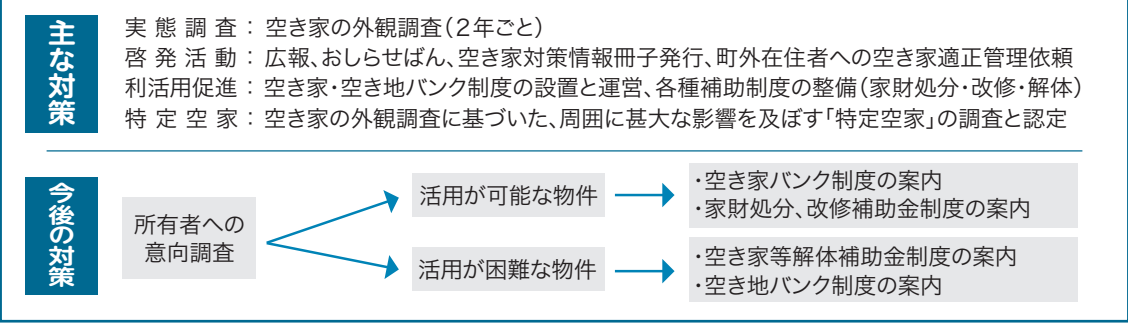 主な対策
実態調査：空き家の外観調査（2年ごと）
啓発活動：広報、おしらせばん、空き家対策情報冊子発行、町外在住者への空き家適正管理依頼
利活用促進：空き家・空き地バンク制度の設置と運営、各種補助制度の整備（家財処分・改修・解体）
特定空家：空き家の外観調査に基づいた、周囲に甚大な影響を及ぼす「特定空家」の調査と認定
今後の対策
所有者への
意向調査
活用が可能な物件
・空き家バンク制度の案内
・家財処分、改修補助金制度の案内
活用が困難な物件
・空き家等解体補助金制度の案内
・空き地バンク制度の案内